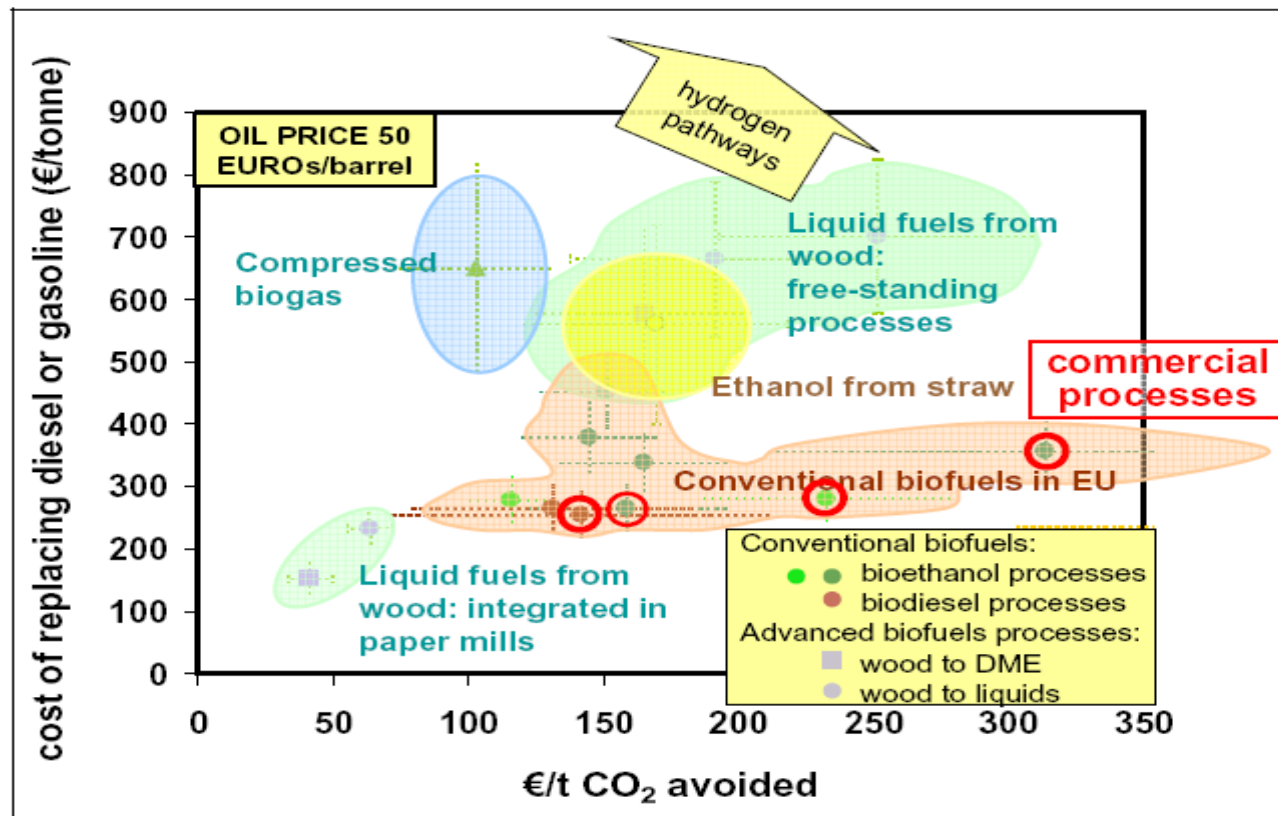 hydrogen
pathways
900
800
700
600
500
400
300
200
100
0
cost of replacing diesel or gasoline (€/tonne)
OIL PRICE 50
EUROs/barrel
Compressed
biogas
Liquid fuels from
wood:
free-standing
processes
Ethanol from straw
commercial
processes
Conventional biofuels in EU
Liquid fuels from
wood: integrated in
paper mills
Conventional biofuels:
bioethanol processes
biodiesel processes
Advanced biofuels processes:
wood to DME
wood to liquids
0 50 100 150 200 250 300 350
€/t CO₂ avoided